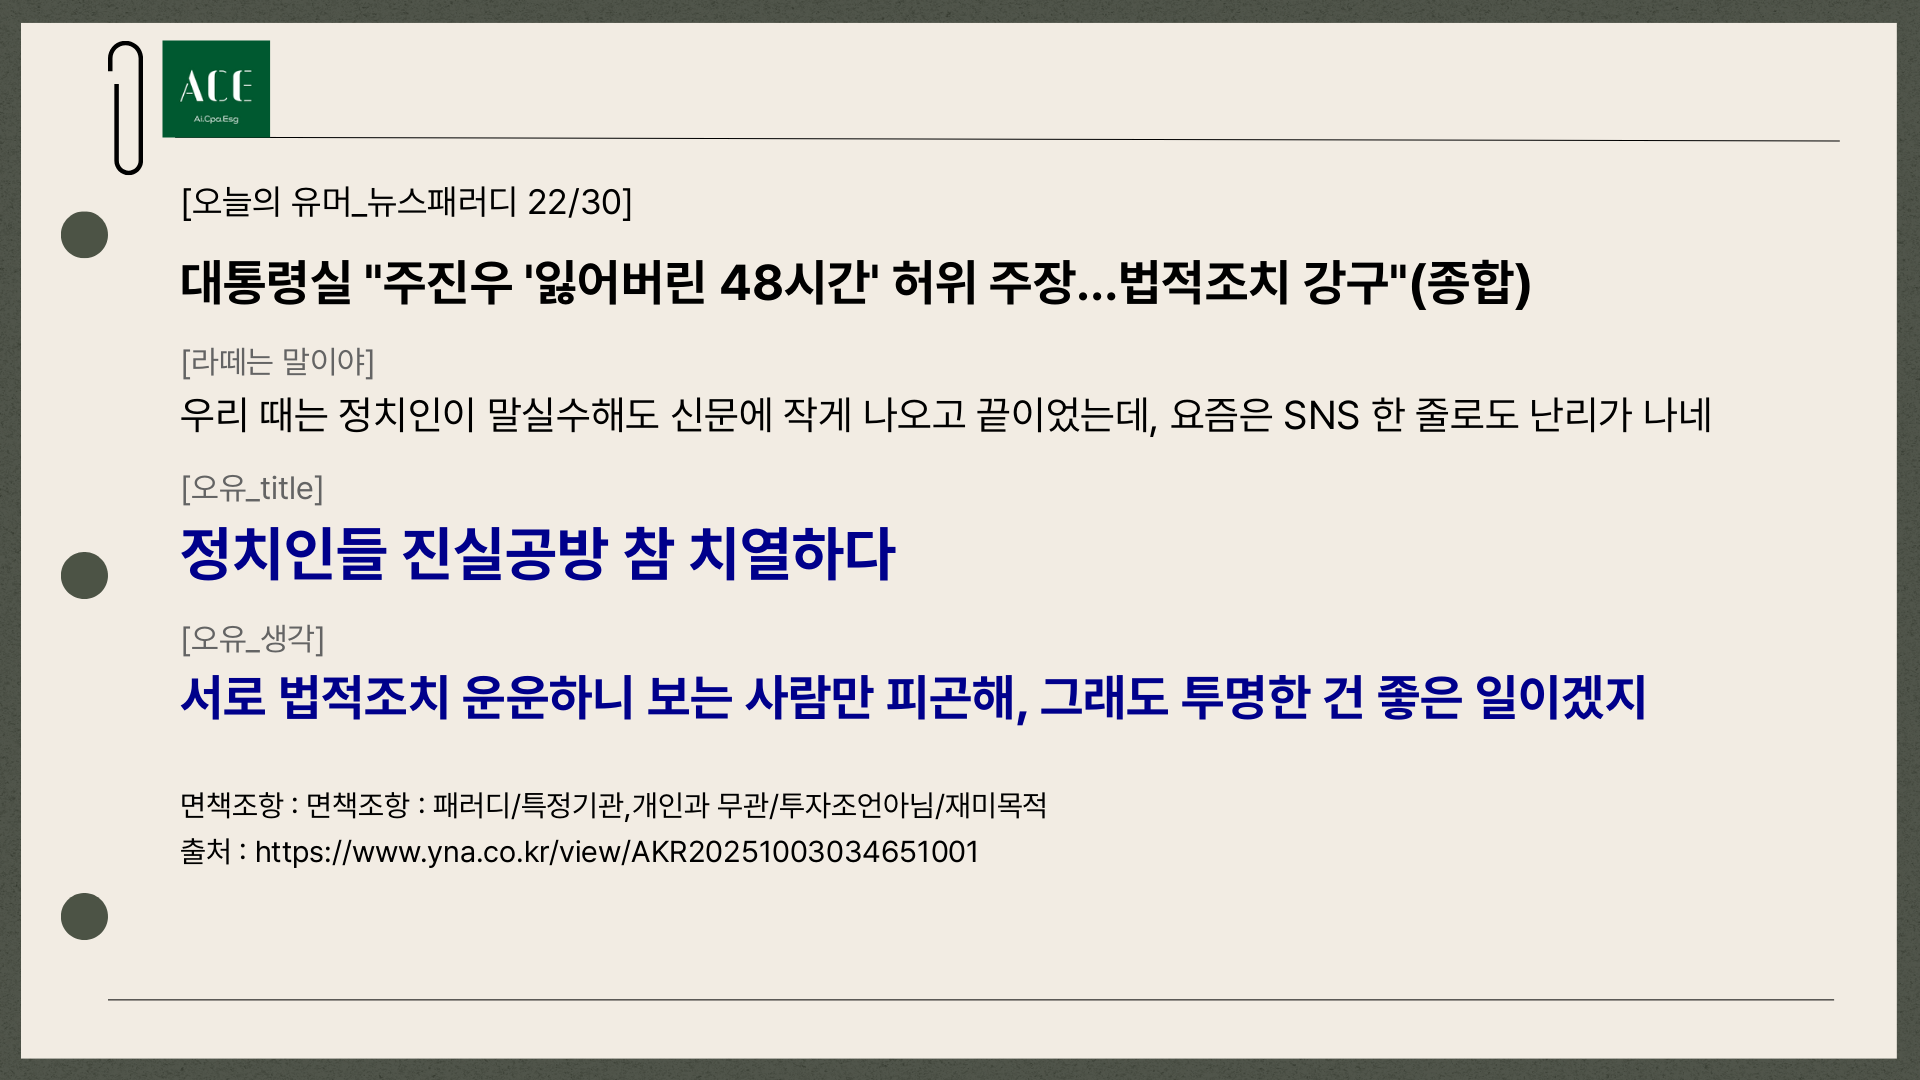 ACE
Ai.Cpa.Esg
[오늘의 유머_뉴스패러디 22/30]
대통령실 "주진우 '잃어버린 48시간' 허위 주장…법적조치 강구"(종합)
[라떼는 말이야]
우리 때는 정치인이 말실수해도 신문에 작게 나오고 끝이었는데, 요즘은 SNS 한 줄로도 난리가 나네
[오유_title]
정치인들 진실공방 참 치열하다
[오유_생각]
서로 법적조치 운운하니 보는 사람만 피곤해, 그래도 투명한 건 좋은 일이겠지
면책조항 : 면책조항 : 패러디/특정기관,개인과 무관/투자조언아님/재미목적
출처 : https://www.yna.co.kr/view/AKR20251003034651001